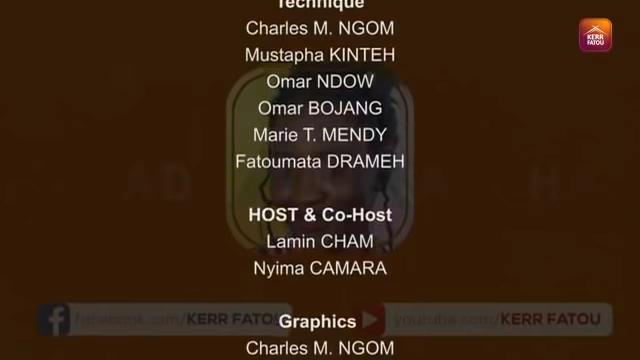 Technique
Charles M. NGOM
Mustapha KINTEH
Omar NDOW
Omar BOJANG
Marie T. MENDY
Fatoumata DRAMEH
HOST & Co-Host
Lamin CHAM
Nyima CAMARA
Graphics
Charles M. NGOM
KERR
FATOU
facebook.com/KERR FATOU
youtube.com/KERR FATOU